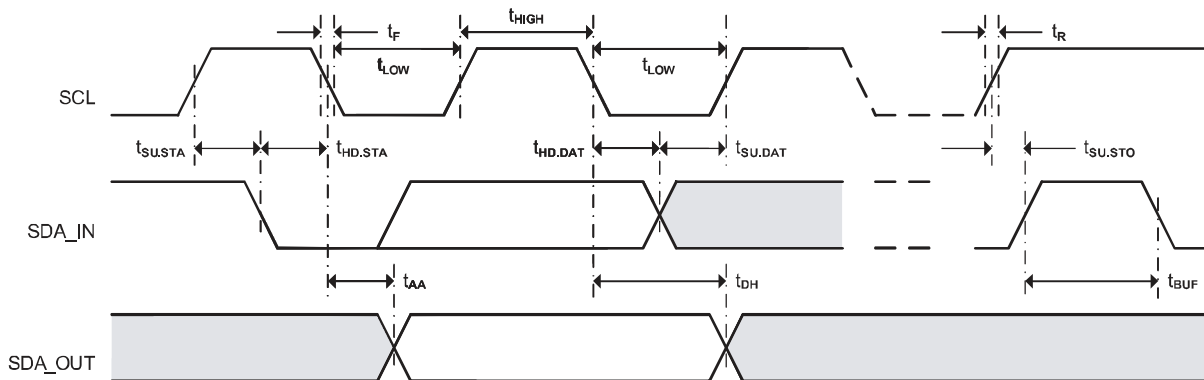 tHIGH
tF
tR
tLOW
tLOW
SCL
tSU.STA
tHD.STA
tHD.DAT
tSU.DAT
tSU.STO
SDA_IN
tAA
tDH
tBUF
SDA_OUT